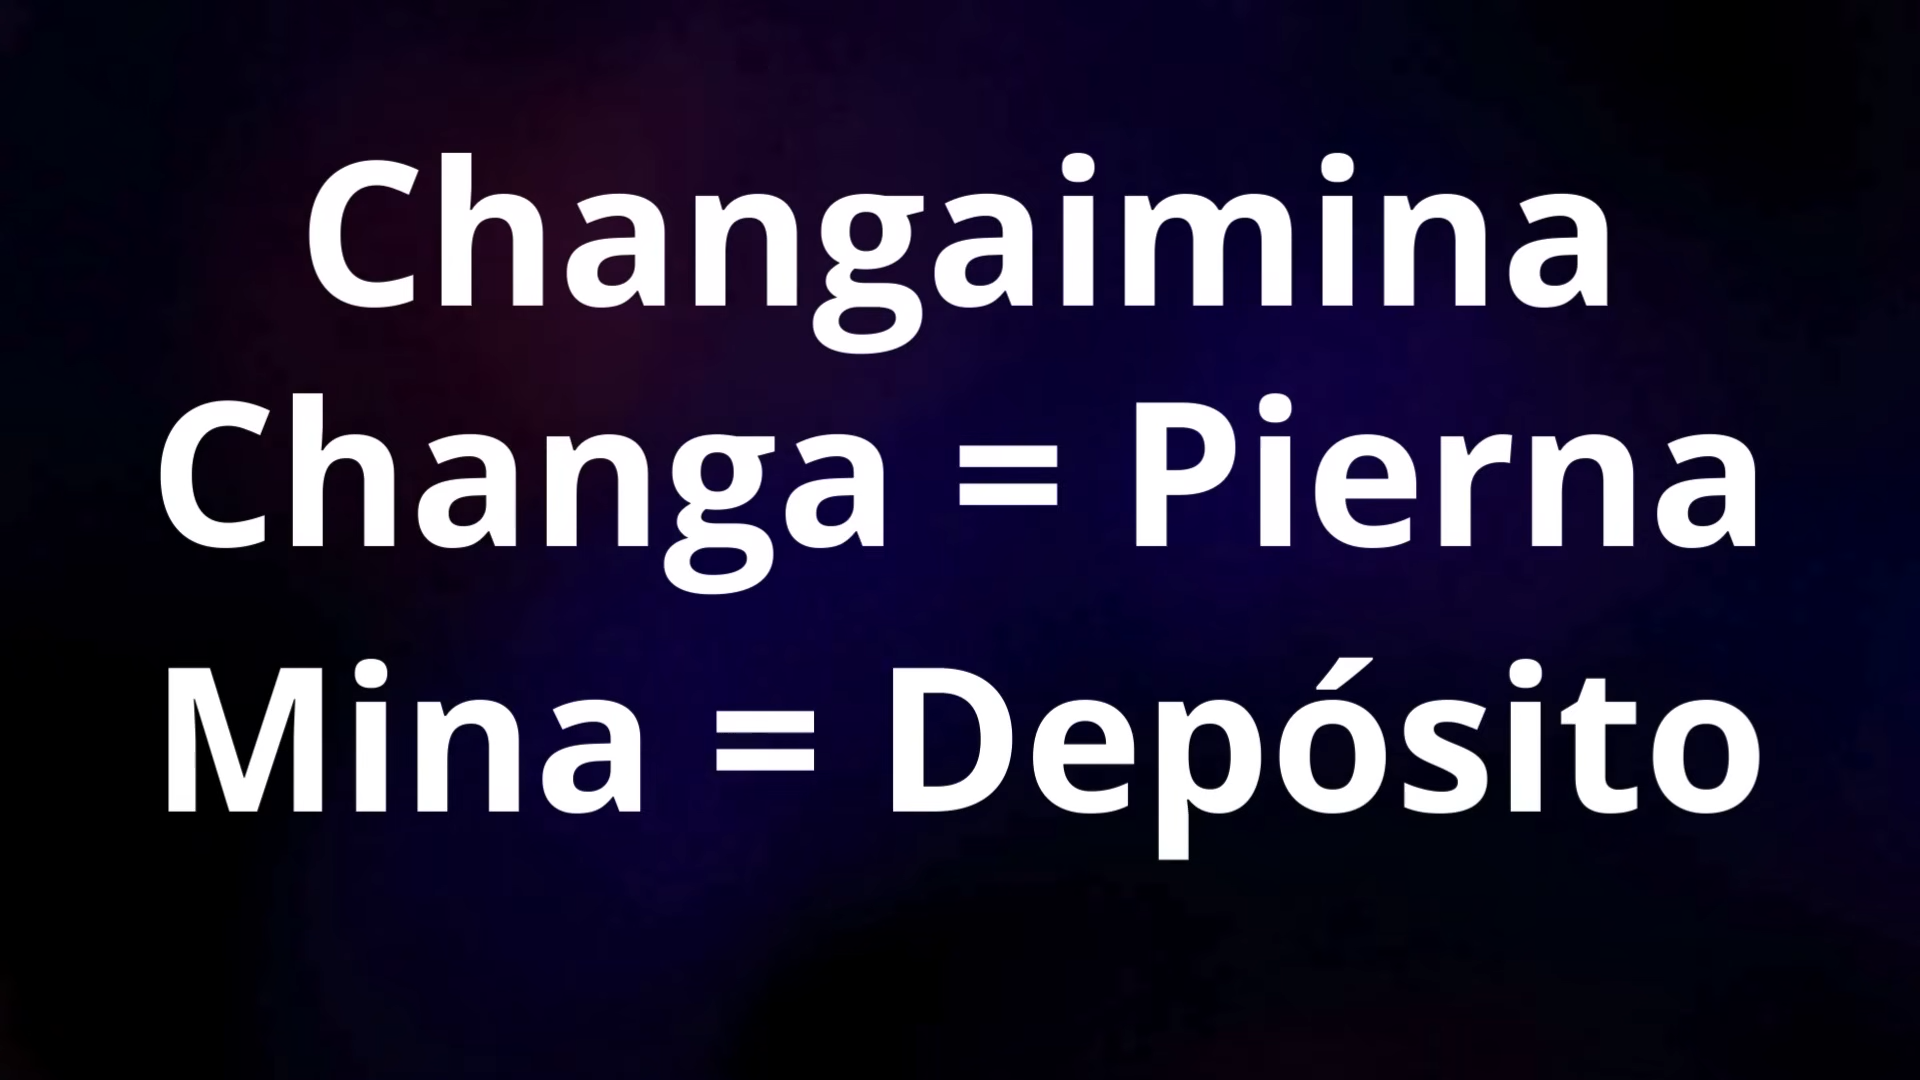 Changaimina
Changa = Pierna
Mina = Depósito